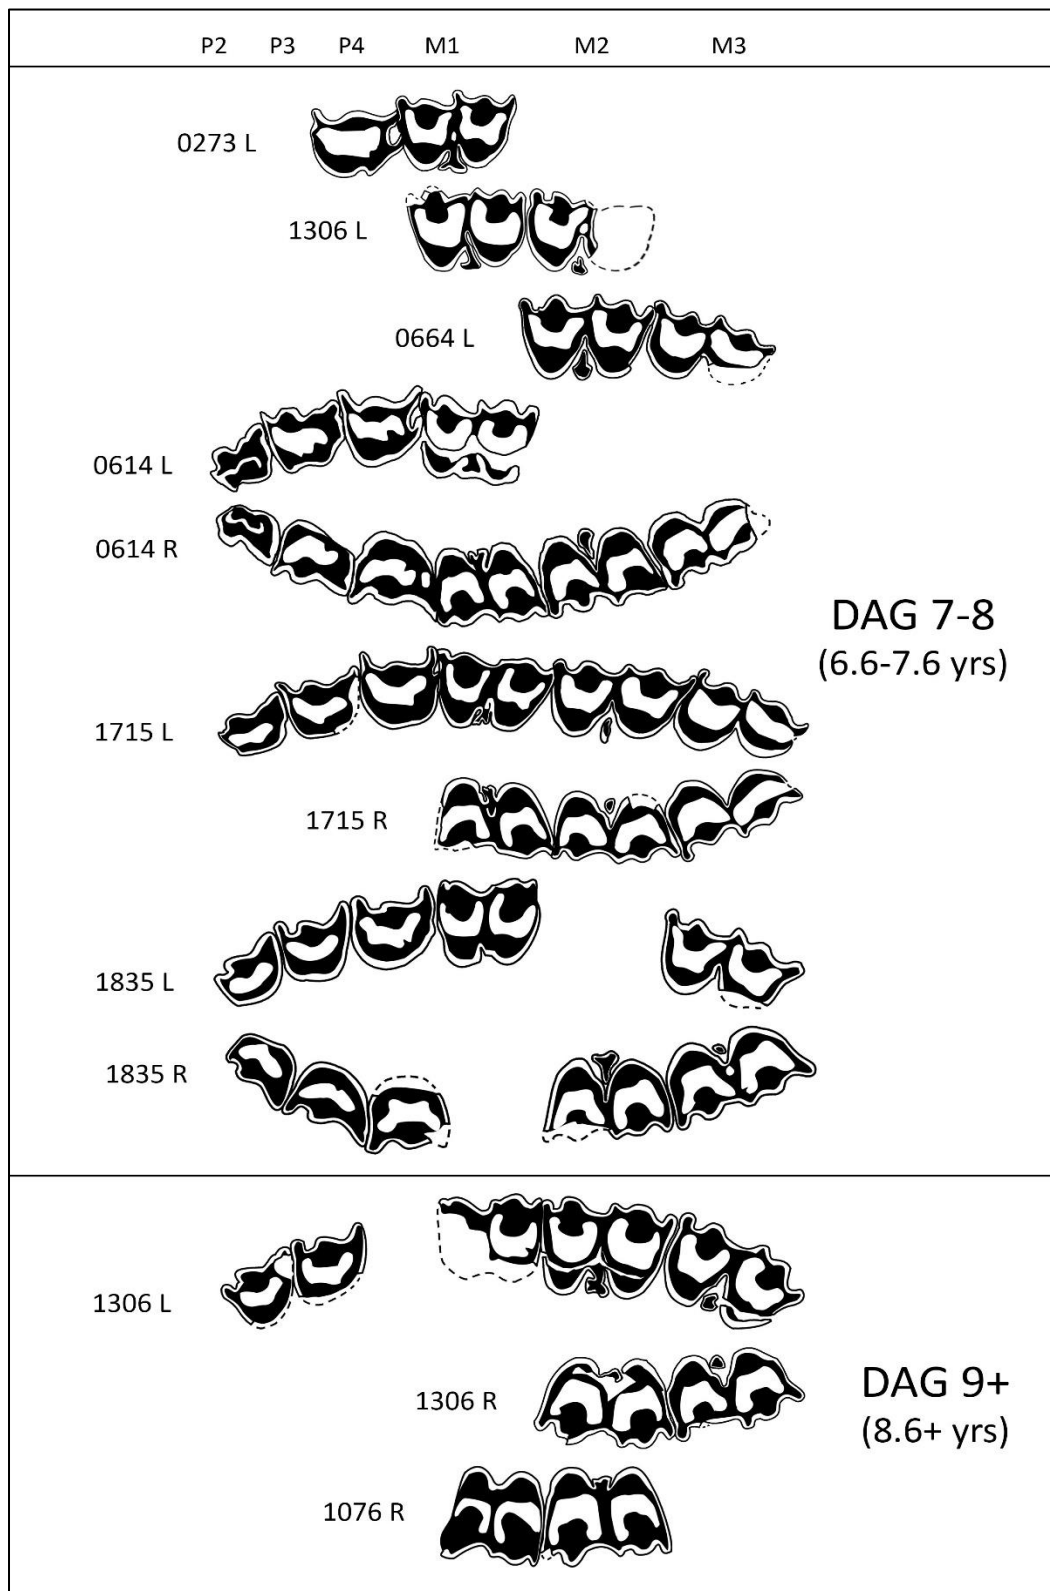 P2 P3 P4 M1 M2 M3
0273 L
1306 L
0664 L
0614 L
0614 R
DAG 7-8
(6.6-7.6 yrs)
1715 L
1715 R
1835 L
1835 R
1306 L
DAG 9+
(8.6+ yrs)
1306 R
1076 R